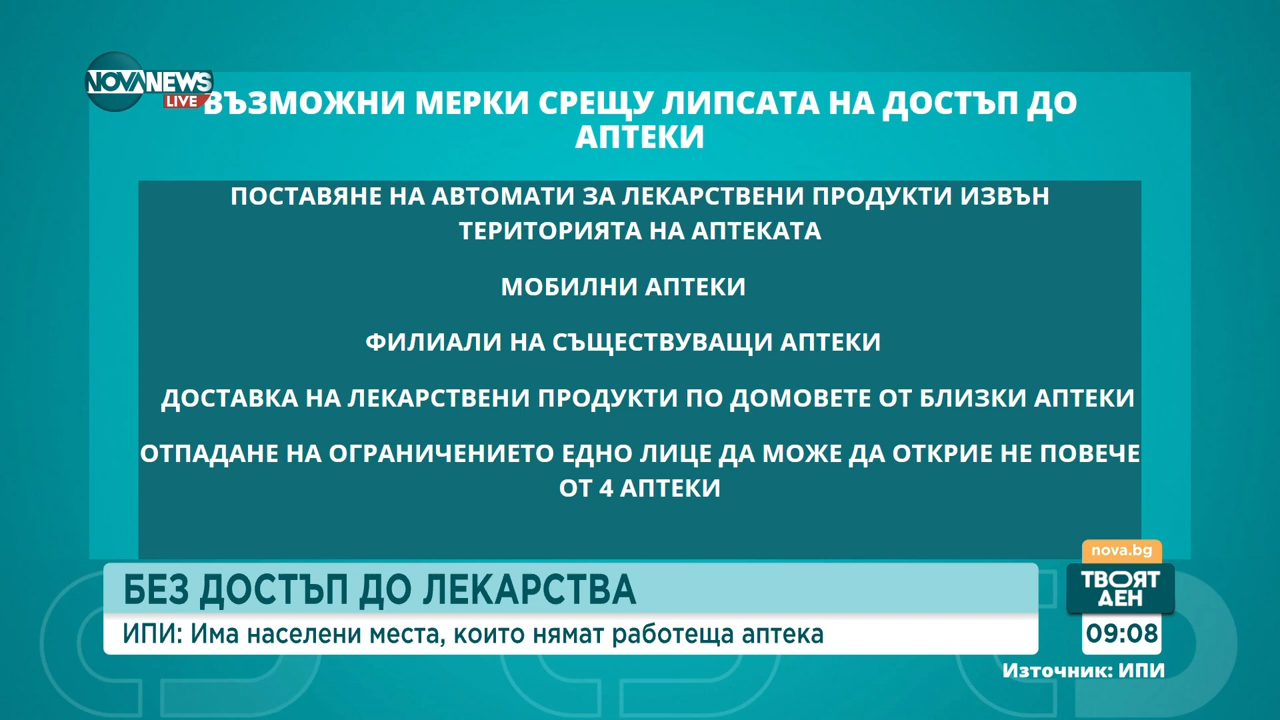 NOVANEWS
LIVE
ВЪЗМОЖНИ МЕРКИ СРЕЩУ ЛИПСАТА НА ДОСТЪП ДО
АПТЕКИ
ПОСТАВЯНЕ НА АВТОМАТИ ЗА ЛЕКАРСТВЕНИ ПРОДУКТИ ИЗВЪН
ТЕРИТОРИЯТА НА АПТЕКАТА
МОБИЛНИ АПТЕКИ
ФИЛИАЛИ НА СЪЩЕСТВУВАЩИ АПТЕКИ
ДОСТАВКА НА ЛЕКАРСТВЕНИ ПРОДУКТИ ПО ДОМОВЕТЕ ОТ БЛИЗКИ АПТЕКИ
ОТПАДАНЕ НА ОГРАНИЧЕНИЕТО ЕДНО ЛИЦЕ ДА МОЖЕ ДА ОТКРИЕ НЕ ПОВЕЧЕ
ОТ 4 АПТЕКИ
БЕЗ ДОСТЪП ДО ЛЕКАРСТВА
ИПИ: Има населени места, които нямат работеща аптека
nova.bg
ТВОЯТ
ДЕН
09:08
Източник: ИПИ